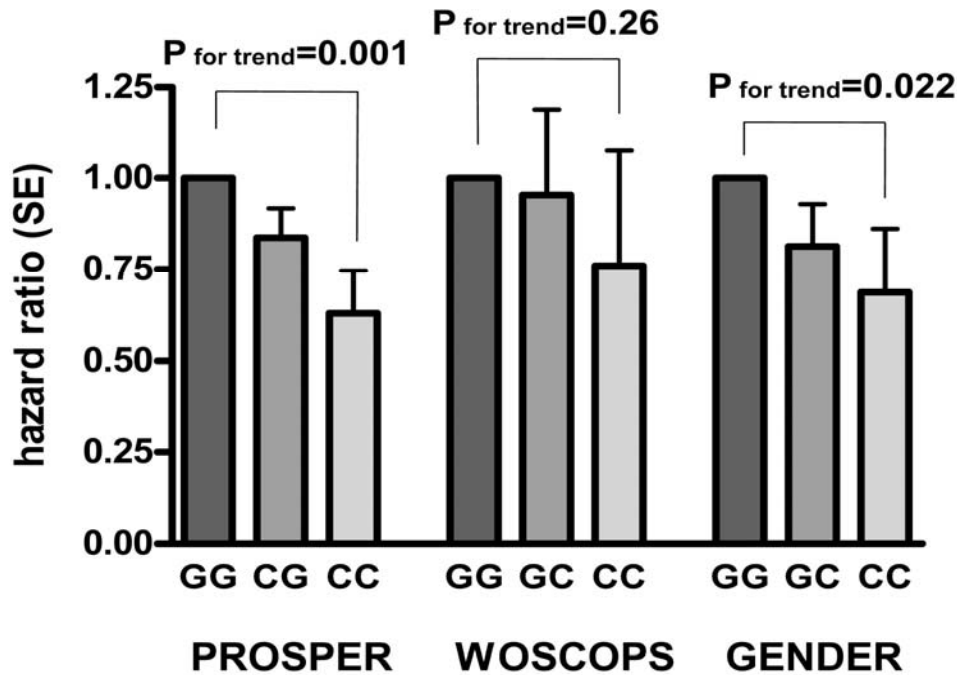 P for trend=0.001
P for trend=0.26
P for trend=0.022
hazard ratio (SE)
1.25
1.00
0.75
0.50
0.25
0.00
GG CG CC
GG GC CC
GG GC CC
PROSPER
WOSCOPS
GENDER